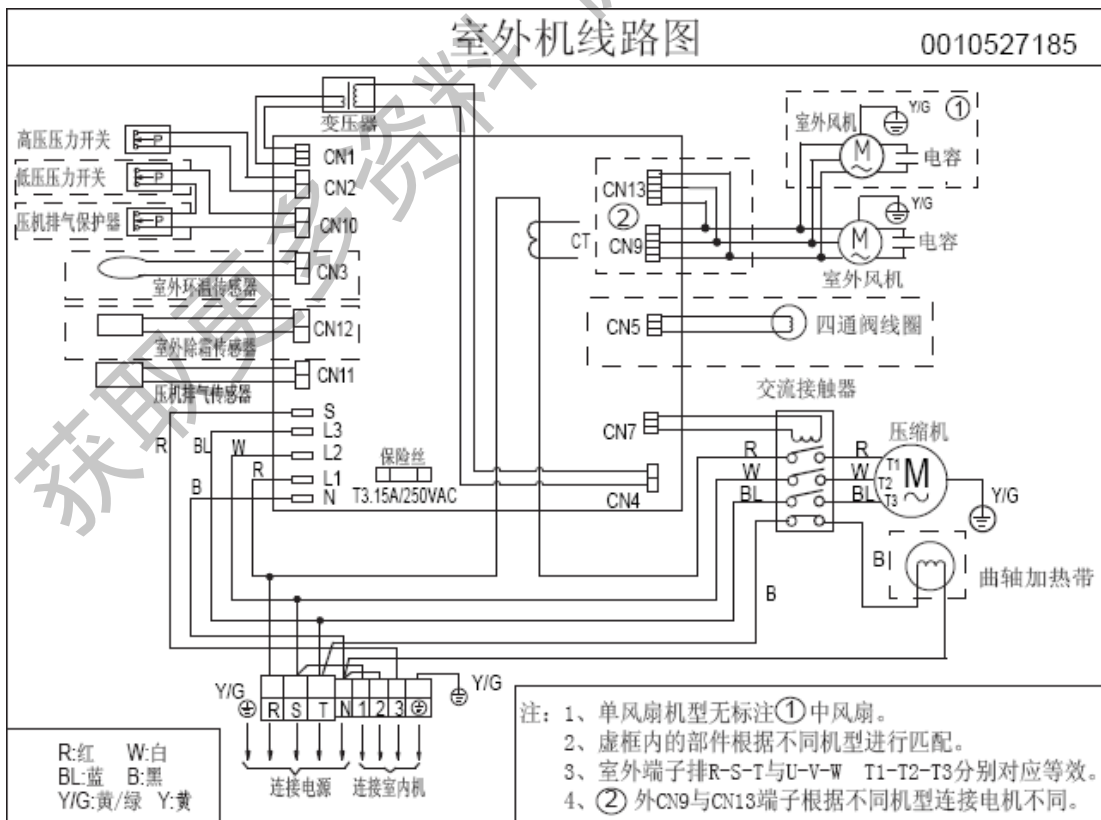 室外机线路图 0010527185
变压器
高压压力开关
低压压力开关
压机排气保护器
P
P
P
CN1
CN2
CN10
CN3
室外环温传感器
CN12
室外除霜传感器
CN11
压机排气传感器
S
L3
L2
L1
N
R
BL
W
R
B
保险丝
T3.15A/250VAC
CN13
②
CN9
CT
室外风机
Y/G
①
M
电容
Y/G
M
电容
室外风机
CN5
四通阀线圈
交流接触器
CN7
CN4
压缩机
R
W
BL
R
W
BL
T1
T2
T3
M
Y/G
B
B
曲轴加热带
Y/G
R S T N 1 2 3
Y/G
连接电源 连接室内机
R:红 W:白
BL:蓝 B:黑
Y/G:黄/绿 Y:黄
注：1、单风扇机型无标注①中风扇。
2、虚框内的部件根据不同机型进行匹配。
3、室外端子排R-S-T与U-V-W T1-T2-T3分别对应等效。
4、② 外CN9与CN13端子根据不同机型连接电机不同。
获取更多资料